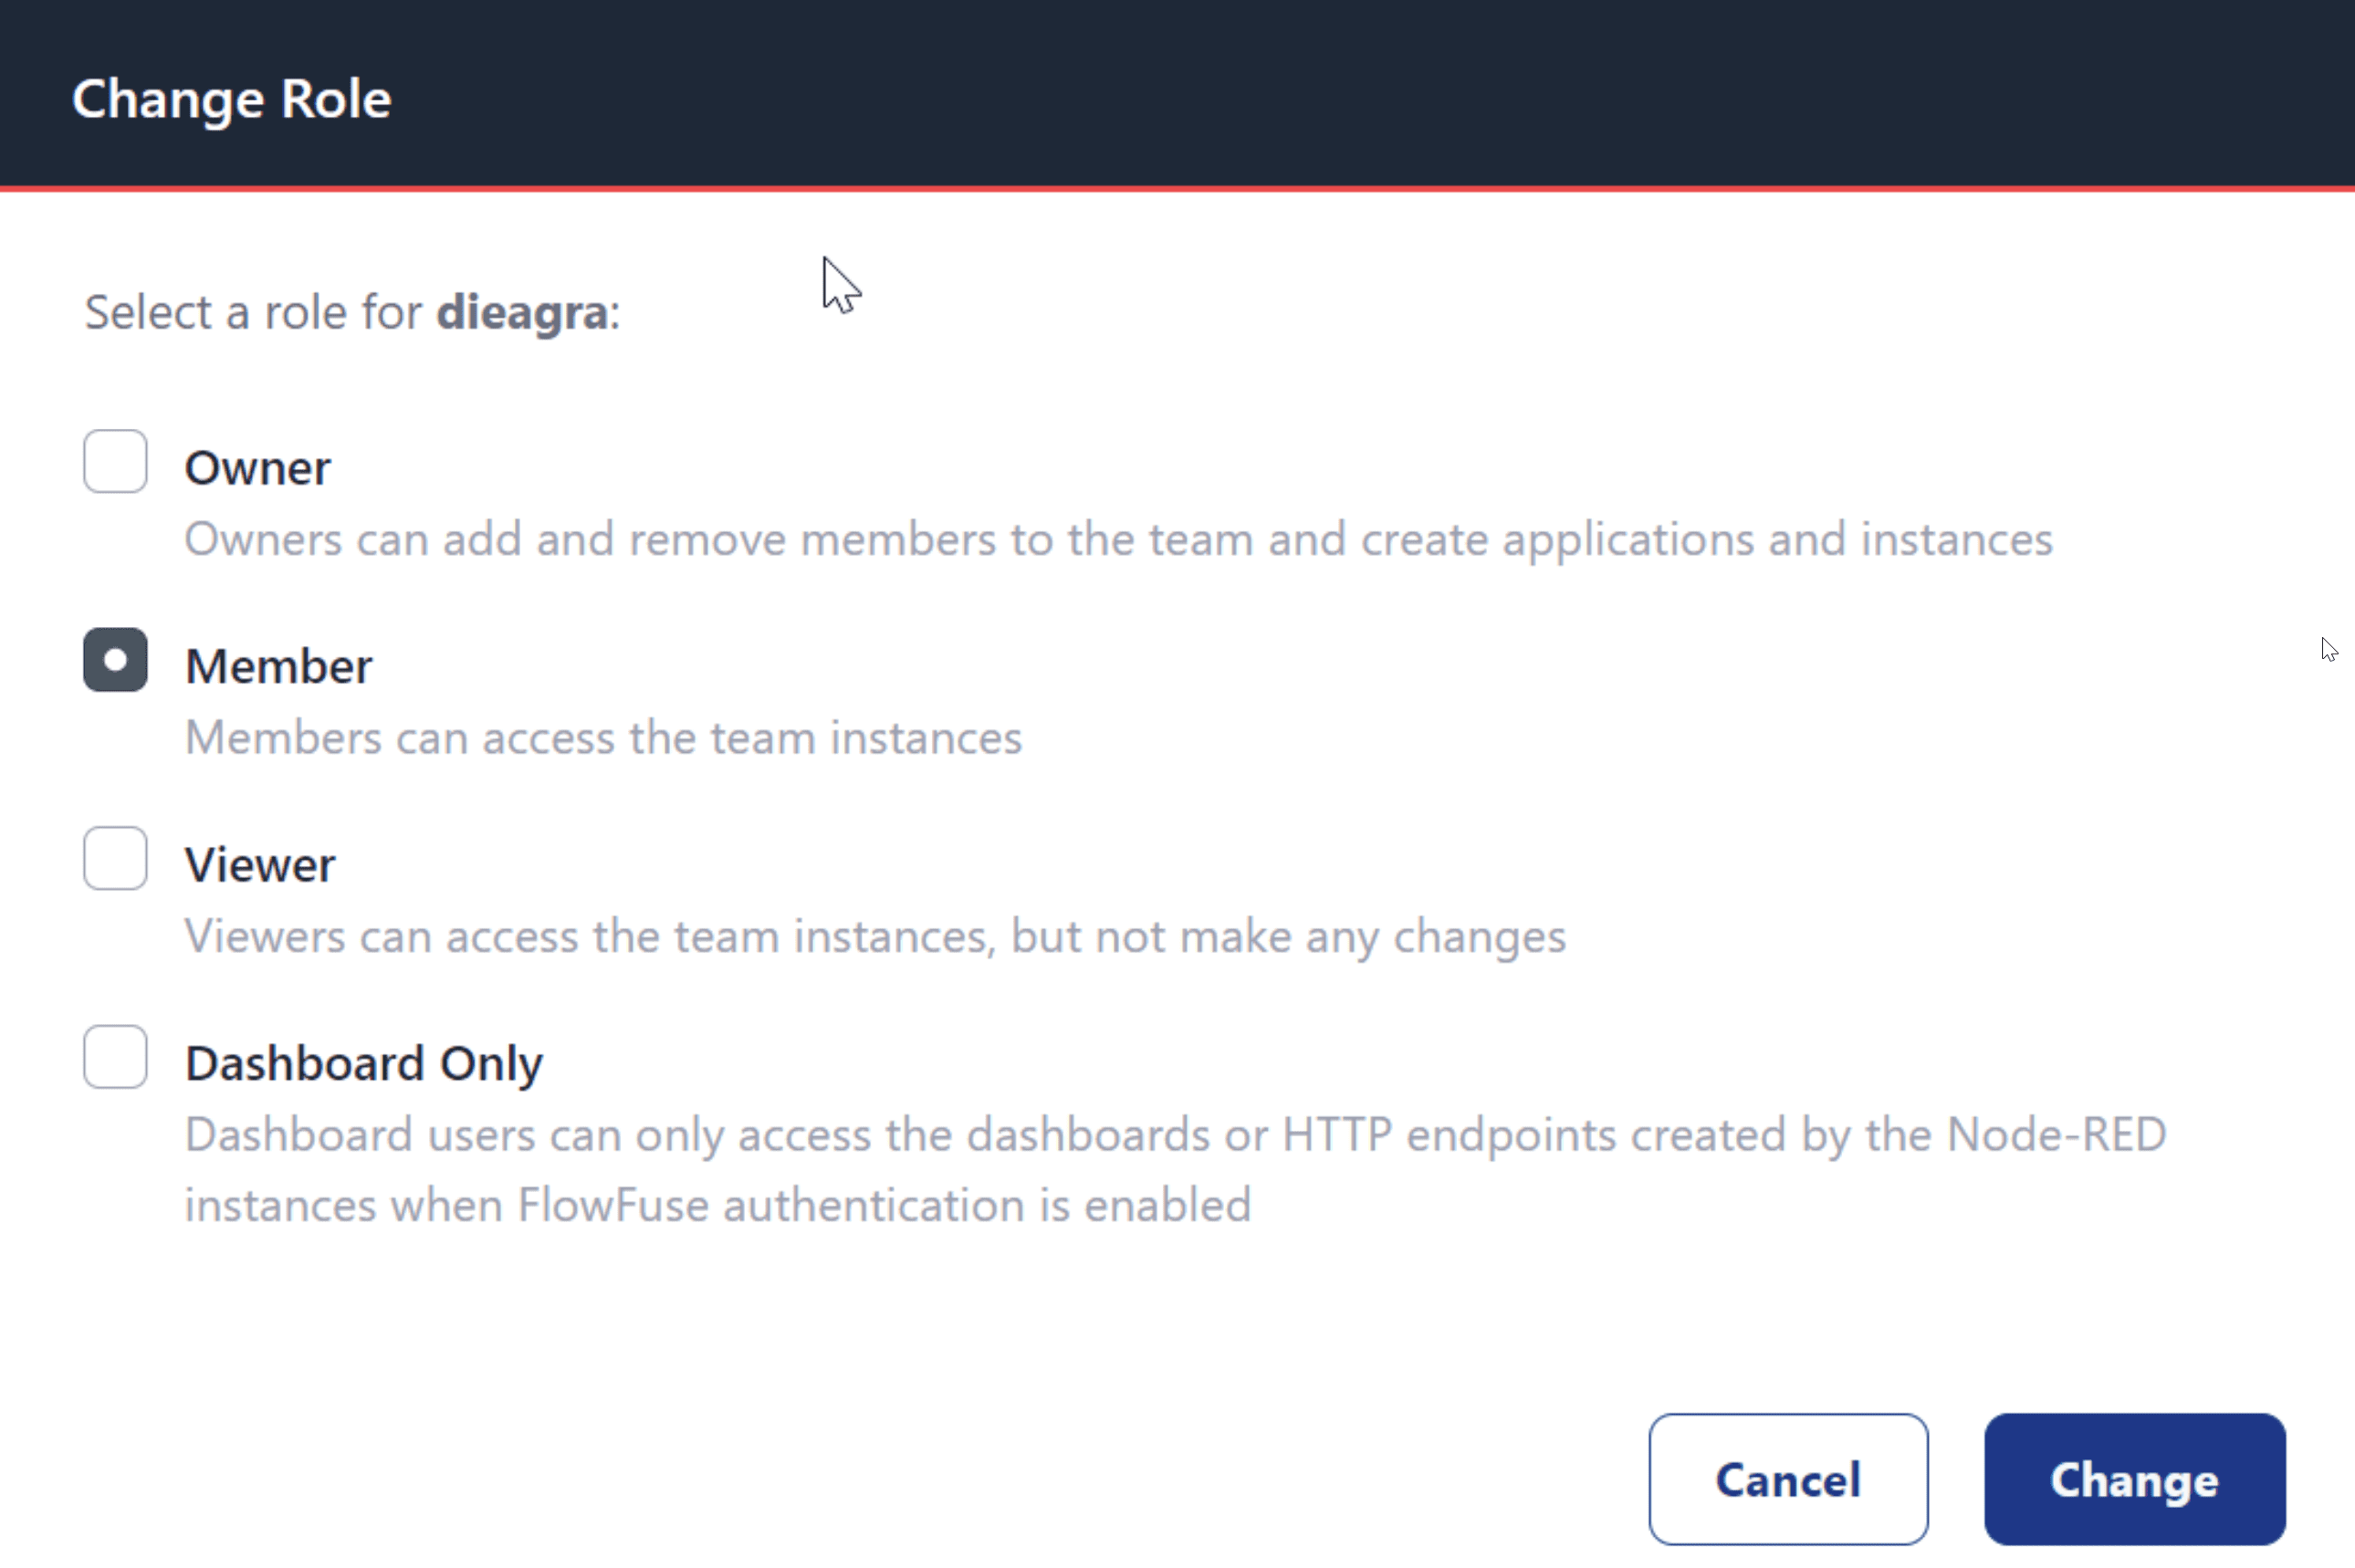 Change Role
Select a role for dieagra:
Owner
Owners can add and remove members to the team and create applications and instances
Member
Members can access the team instances
Viewer
Viewers can access the team instances, but not make any changes
Dashboard Only
Dashboard users can only access the dashboards or HTTP endpoints created by the Node-RED
instances when FlowFuse authentication is enabled
Cancel
Change